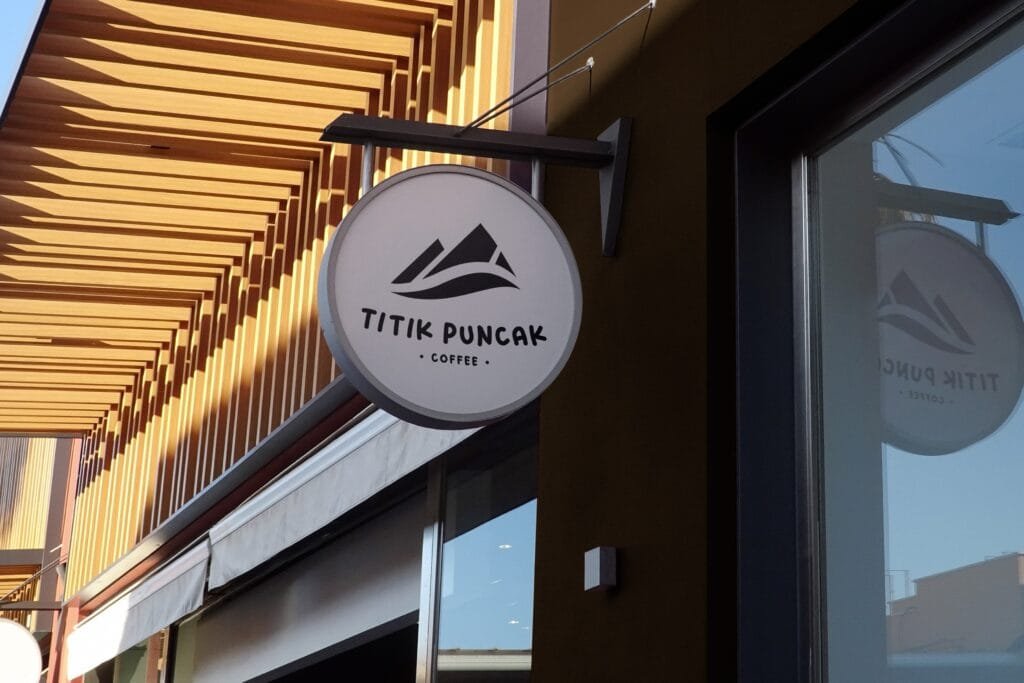 TITIK PUNCAK
• COFFEE •